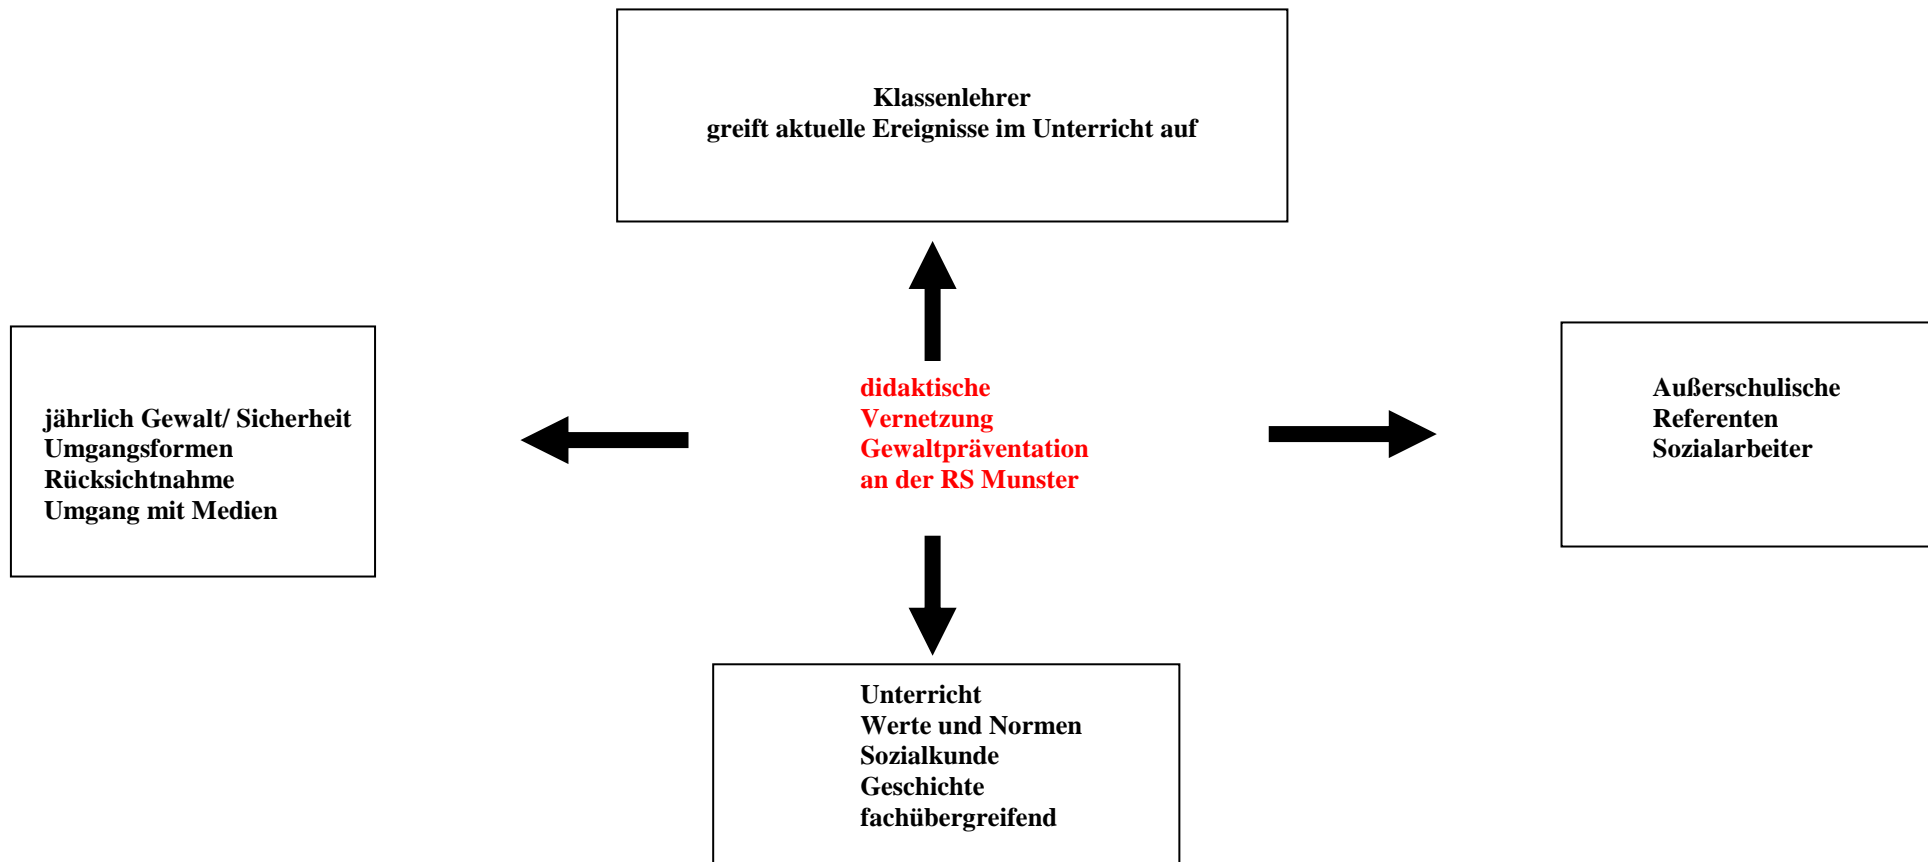 Klassenlehrer
greift aktuelle Ereignisse im Unterricht auf
jährlich Gewalt/ Sicherheit
Umgangsformen
Rücksichtnahme
Umgang mit Medien
didaktische
Vernetzung
Gewaltpräventation
an der RS Munster
Außerschulische
Referenten
Sozialarbeiter
Unterricht
Werte und Normen
Sozialkunde
Geschichte
fachübergreifend